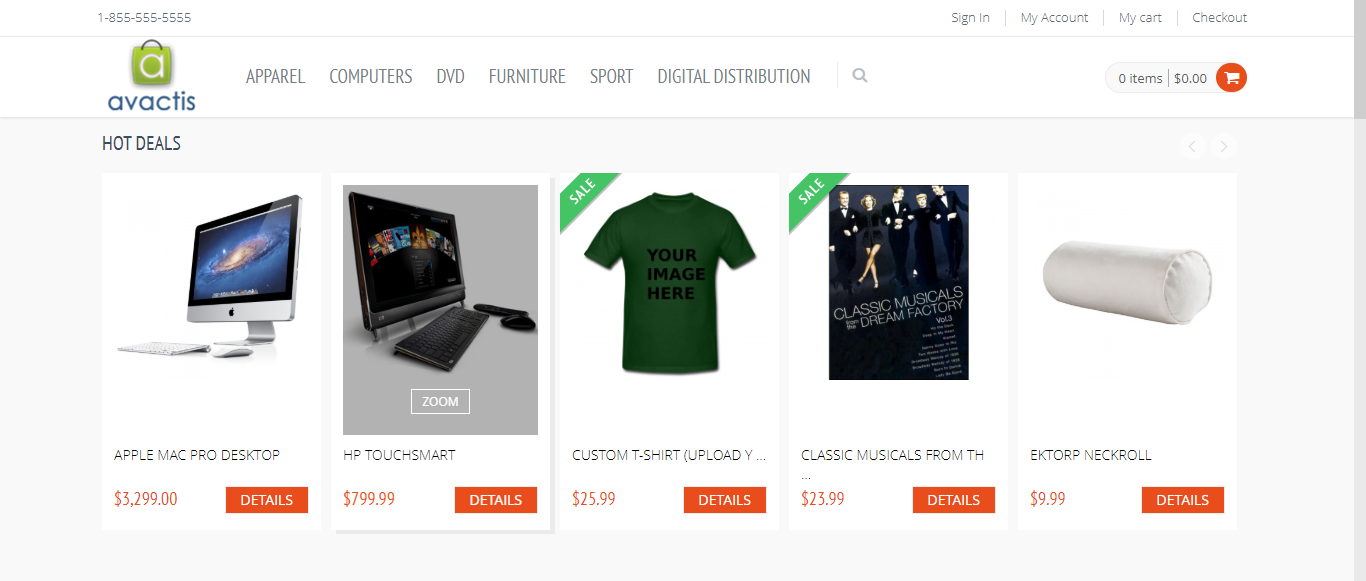 1-855-555-5555
Sign In
My Account
My cart
Checkout
a
avactis
APPAREL
COMPUTERS
DVD
FURNITURE
SPORT
DIGITAL DISTRIBUTION
0 items
$0.00
HOT DEALS
ZOOM
SALE
YOUR
IMAGE
HERE
SALE
CLASSIC MUSICALS
from the DREAM FACTORY
Vol.3
APPLE MAC PRO DESKTOP
HP TOUCHSMART
CUSTOM T-SHIRT (UPLOAD Y ...
CLASSIC MUSICALS FROM TH
...
EKTORP NECKROLL
$3,299.00
DETAILS
$799.99
DETAILS
$25.99
DETAILS
$23.99
DETAILS
$9.99
DETAILS